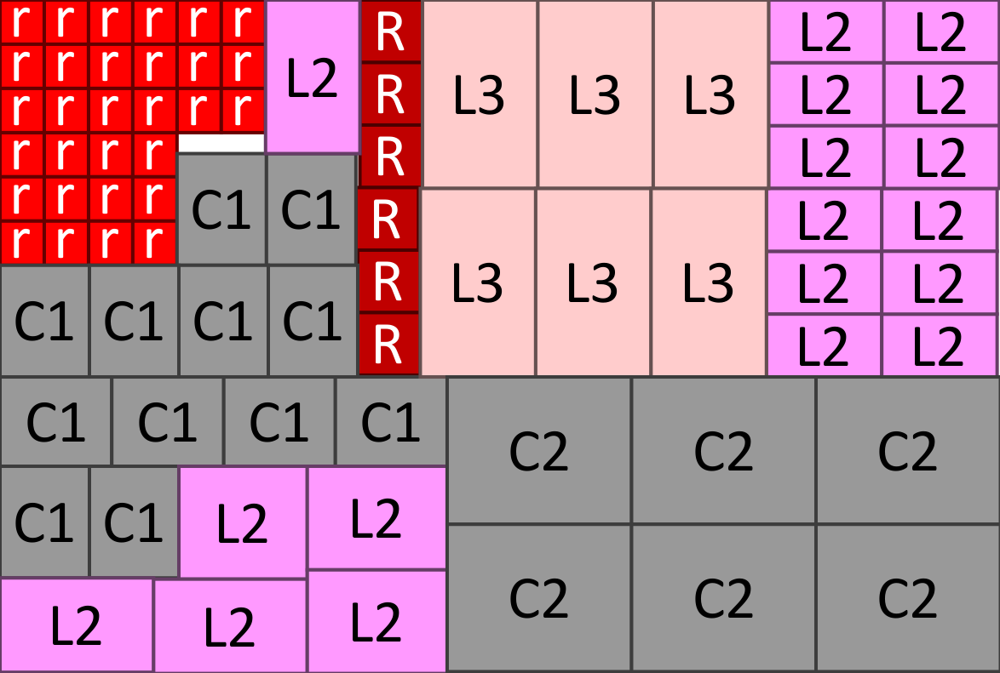 r r r r r r L2 R L3 L3 L3 L2 L2
r r r r r r R L2 L2
r r r r r r R L2 L2
r r r r C1 C1
r r r r R L3 L3 L3 L2 L2
r r r r R L2 L2
C1 C1 C1 C1 R L2 L2
C1 C1 C1 C1 C2 C2 C2
C1 C1 L2 L2
L2 L2 L2 C2 C2 C2